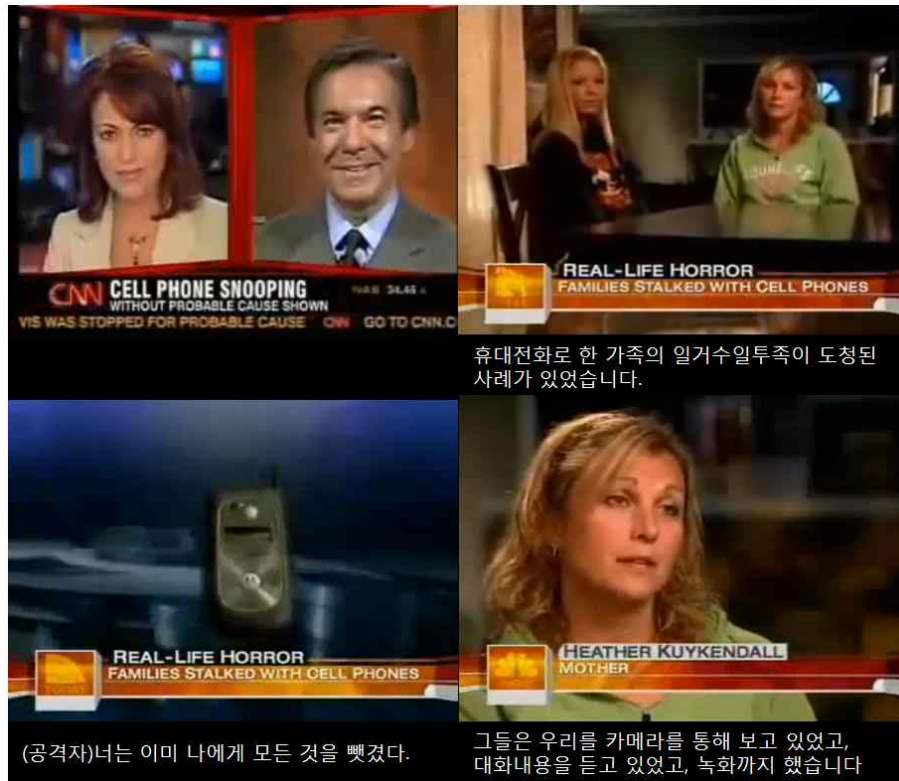 CNN CELL PHONE SNOOPING
WITHOUT PROBABLE CAUSE SHOWN
VIS WAS STOPPED FOR PROBABLE CAUSE CNN GO TO CNN.C
REAL-LIFE HORROR
FAMILIES STALKED WITH CELL PHONES
휴대전화로 한 가족의 일거수일투족이 도청된
사례가 있었습니다.
REAL-LIFE HORROR
TODAY FAMILIES STALKED WITH CELL PHONES
(공격자)너는 이미 나에게 모든 것을 뺏겼다.
HEATHER KUYKENDALL
MOTHER
그들은 우리를 카메라를 통해 보고 있었고,
대화내용을 듣고 있었고, 녹화까지 했습니다